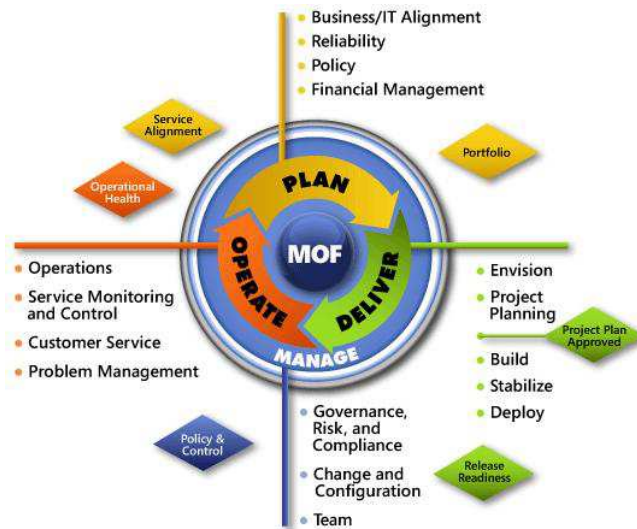 Business/IT Alignment
Reliability
Policy
Financial Management
Service
Alignment
Portfolio
Operational
Health
PLAN
MOF
OPERATE
DELIVER
MANAGE
Operations
Service Monitoring
and Control
Customer Service
Problem Management
Envision
Project
Planning
Project Plan
Approved
Build
Stabilize
Deploy
Policy &
Control
Governance,
Risk, and
Compliance
Change and
Configuration
Team
Release
Readiness